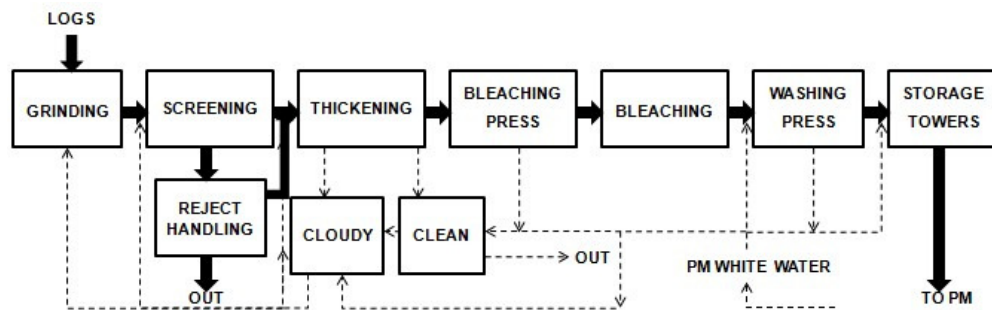 LOGS
GRINDING
SCREENING
THICKENING
BLEACHING
PRESS
BLEACHING
WASHING
PRESS
STORAGE
TOWERS
REJECT
HANDLING
CLOUDY
CLEAN
OUT
PM WHITE WATER
OUT
TO PM